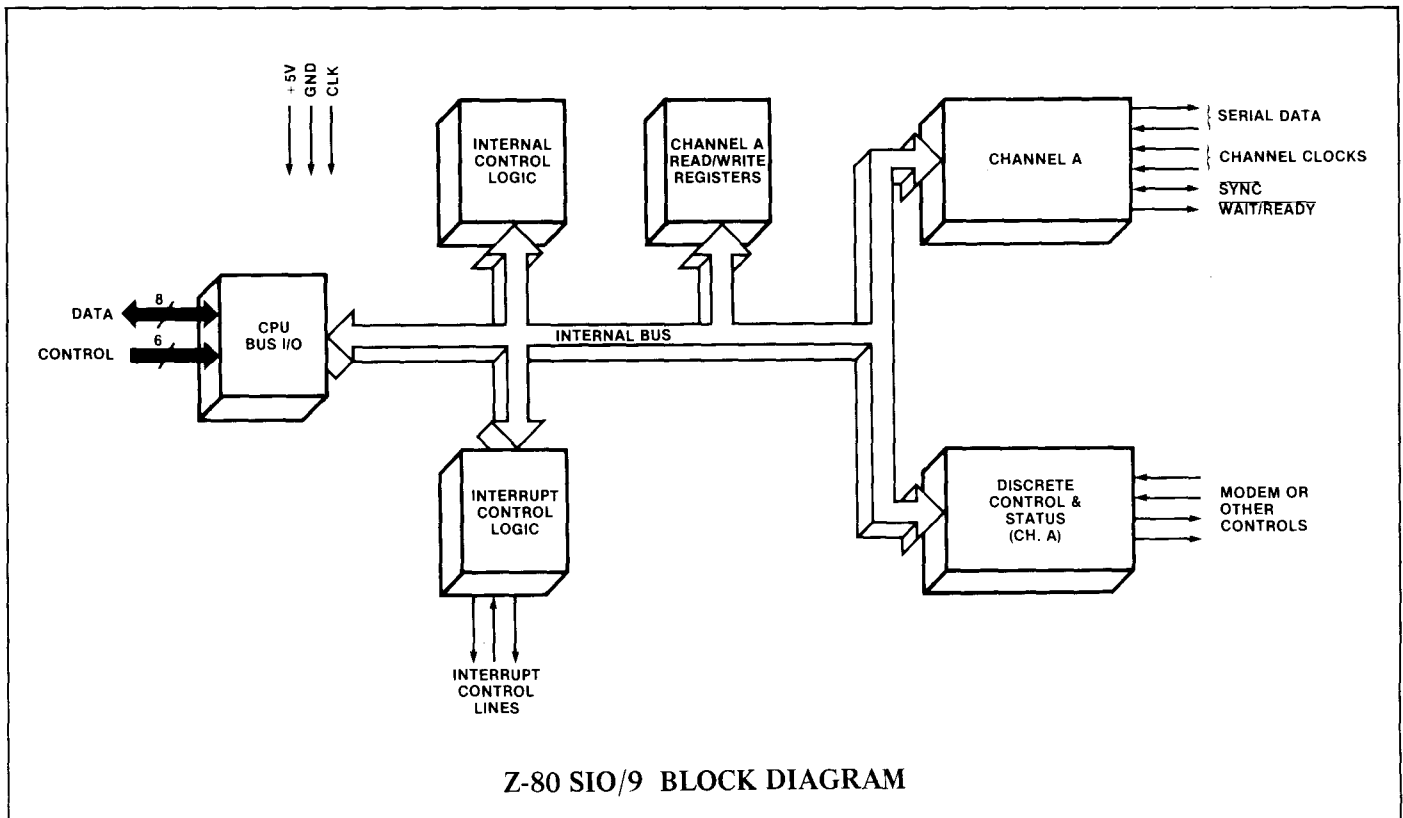 +5V
GND
CLK
INTERNAL
CONTROL
LOGIC
CHANNEL A
READ/WRITE
REGISTERS
CHANNEL A
SERIAL DATA
CHANNEL CLOCKS
SYNC
WAIT/READY
DATA
8
CONTROL
6
CPU
BUS I/O
INTERNAL BUS
INTERRUPT
CONTROL
LOGIC
DISCRETE
CONTROL &
STATUS
(CH. A)
MODEM OR
OTHER
CONTROLS
INTERRUPT
CONTROL
LINES
Z-80 SIO/9 BLOCK DIAGRAM